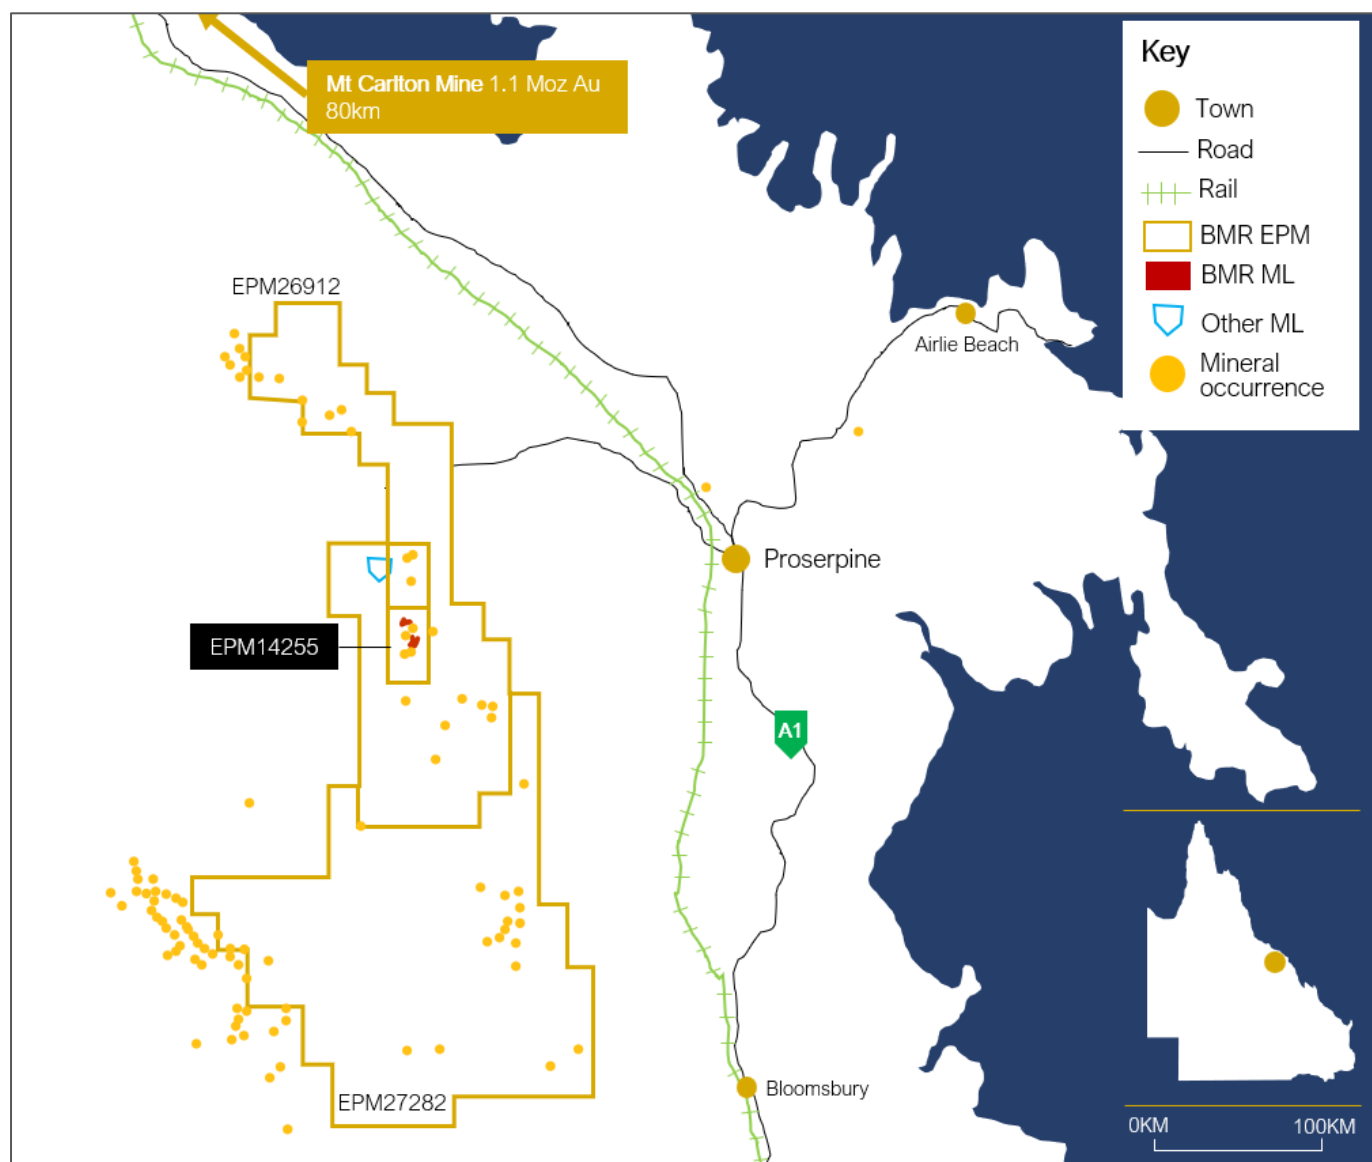 Mt Carlton Mine 1.1 Moz Au
80km
Key
Town
Road
Rail
BMR EPM
BMR ML
Other ML
Mineral
occurrence
EPM26912
Airlie Beach
Proserpine
EPM14255
A1
Bloomsbury
EPM27282
0KM 100KM